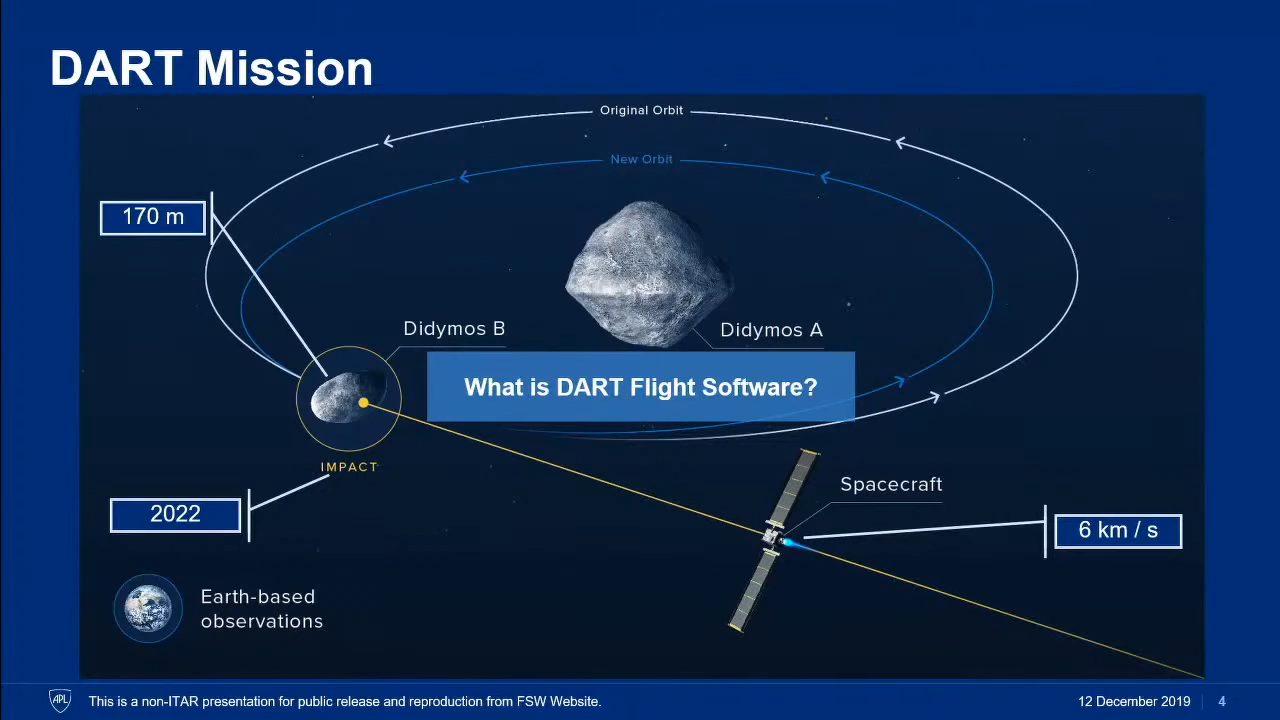 DART Mission
Original Orbit
New Orbit
170 m
Didymos B
Didymos A
What is DART Flight Software?
IMPACT
Spacecraft
2022
6 km / s
Earth-based
observations
APL
This is a non-ITAR presentation for public release and reproduction from FSW Website.
12 December 2019
4